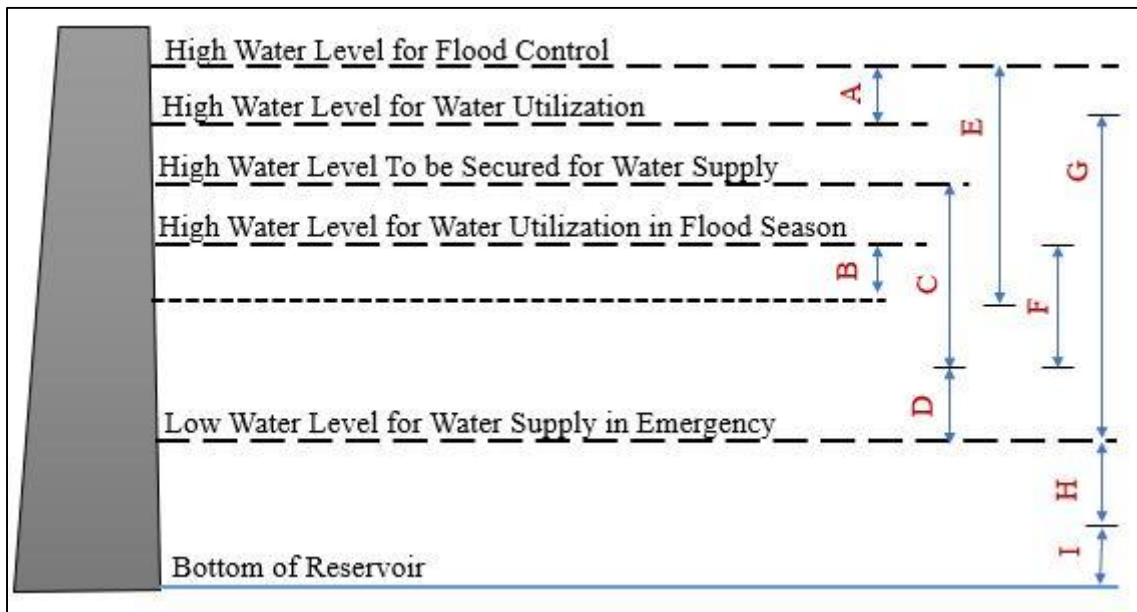 High Water Level for Flood Control
A
High Water Level for Water Utilization
E
G
High Water Level To be Secured for Water Supply
High Water Level for Water Utilization in Flood Season
B
C
F
D
Low Water Level for Water Supply in Emergency
H
I
Bottom of Reservoir